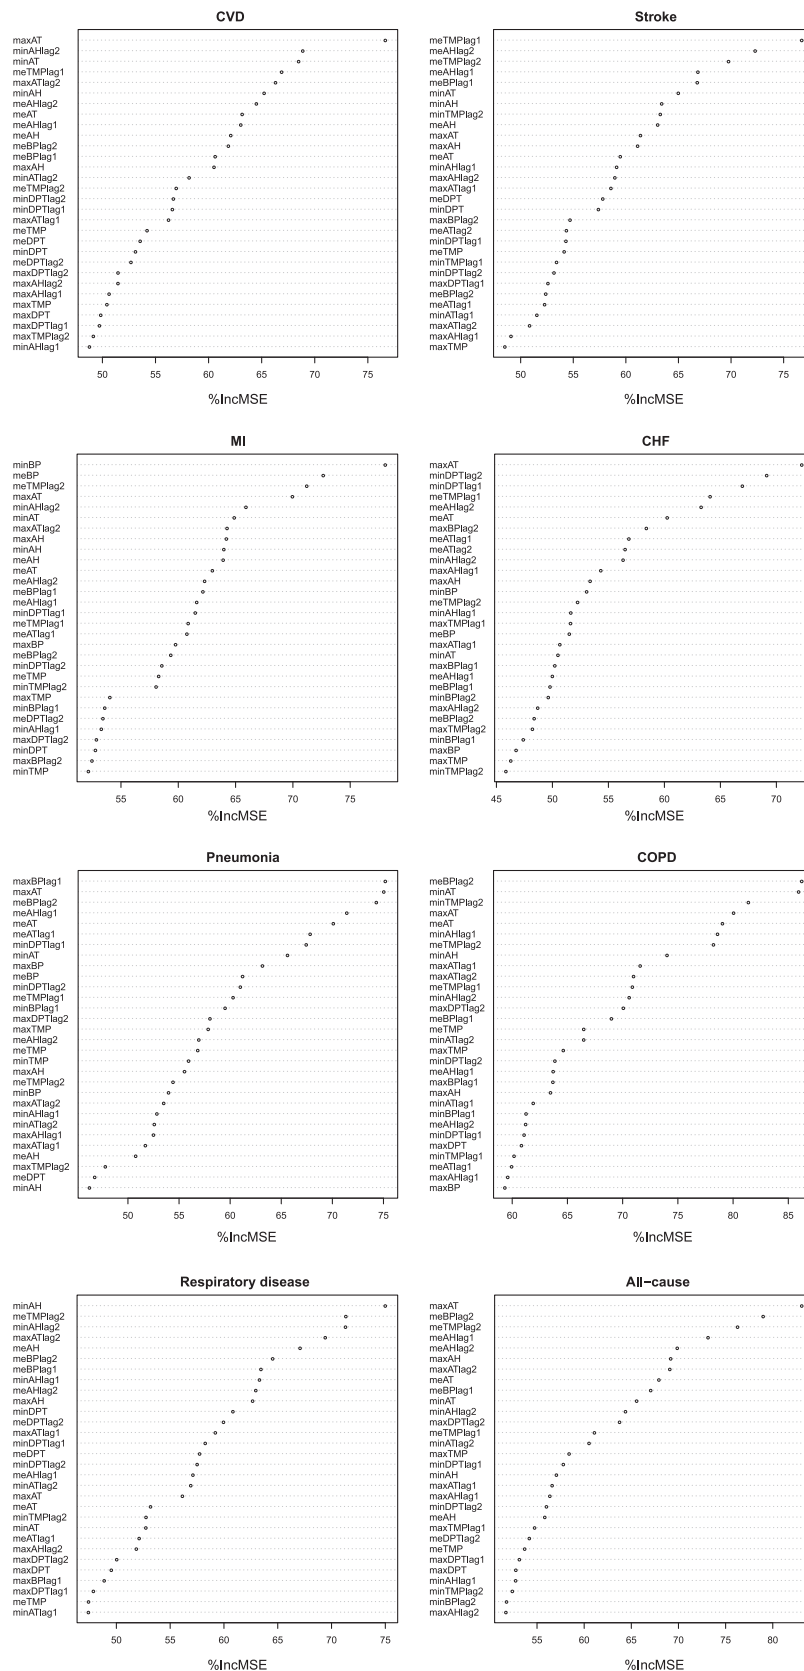 CVD
maxAT
minAHlag2
minAT
meTMPlag1
maxATlag2
minAH
meAHlag2
meAT
meAHlag1
meAH
meBPlag2
meBPlag1
maxAH
minATlag2
meTMPlag2
minDPTlag2
minDPTlag1
maxATlag1
meTMP
meDPT
minDPT
meDPTlag2
maxDPTlag2
maxAHlag2
maxAHlag1
maxTMP
maxDPT
maxDPTlag1
maxTMPlag2
minAHlag1
50 55 60 65 70 75
%IncMSE
Stroke
meTMPlag1
meAHlag2
meTMPlag2
meAHlag1
meBPlag1
minAT
minAH
minTMPlag2
meAH
maxAT
maxAH
meAT
minAHlag1
maxAHlag2
maxATlag1
meDPT
minDPT
maxBPlag2
meATlag2
minDPTlag1
meTMP
minTMPlag1
minDPTlag2
maxDPTlag1
meBPlag2
meATlag1
minATlag1
maxATlag2
maxAHlag1
maxTMP
50 55 60 65 70 75
%IncMSE
MI
minBP
meBP
meTMPlag2
maxAT
minAHlag2
minAT
maxATlag2
maxAH
minAH
meAH
meAT
meAHlag2
meBPlag1
meAHlag1
minDPTlag1
meTMPlag1
meATlag1
maxBP
meBPlag2
minDPTlag2
meTMP
minTMPlag2
maxTMP
minBPlag1
meDPTlag2
minAHlag1
maxDPTlag2
minDPT
maxBPlag2
minTMP
55 60 65 70 75
%IncMSE
CHF
maxAT
minDPTlag2
minDPTlag1
meTMPlag1
meAHlag2
meAT
maxBPlag2
meATlag1
meATlag2
minAHlag2
maxAHlag1
maxAH
minBP
meTMPlag2
minAHlag1
maxTMPlag1
meBP
maxATlag1
minAT
maxBPlag1
meAHlag1
meBPlag1
minBPlag2
maxAHlag2
meBPlag2
maxTMPlag2
minBPlag1
maxBP
maxTMP
minTMPlag2
45 50 55 60 65 70
%IncMSE
Pneumonia
maxBPlag1
maxAT
meBPlag2
meAHlag1
meAT
meATlag1
minDPTlag1
minAT
maxBP
meBP
minDPTlag2
meTMPlag1
minBPlag1
maxDPTlag2
maxTMP
meAHlag2
meTMP
minTMP
maxAH
meTMPlag2
minBP
maxATlag2
minAHlag1
minATlag2
maxAHlag1
maxATlag1
meAH
maxTMPlag2
meDPT
minAH
50 55 60 65 70 75
%IncMSE
COPD
meBPlag2
minAT
minTMPlag2
maxAT
meAT
minAHlag1
meTMPlag2
minAH
maxATlag1
maxATlag2
meTMPlag1
minAHlag2
maxDPTlag2
meBPlag1
meTMP
minATlag2
maxTMP
minDPTlag2
meAHlag1
maxBPlag1
maxAH
minATlag1
minBPlag1
meAHlag2
minDPTlag1
maxDPT
minTMPlag1
meATlag1
maxAHlag1
maxBP
60 65 70 75 80 85
%IncMSE
Respiratory disease
minAH
meTMPlag2
minAHlag2
maxATlag2
meAH
meBPlag2
meBPlag1
minAHlag1
meAHlag2
maxAH
minDPT
meDPTlag2
maxATlag1
minDPTlag1
meDPT
minDPTlag2
meAHlag1
minATlag2
maxAT
meAT
minTMPlag2
minAT
meATlag1
maxAHlag2
maxDPTlag2
maxDPT
maxBPlag1
maxDPTlag1
meTMP
minATlag1
50 55 60 65 70 75
%IncMSE
All−cause
maxAT
meBPlag2
meTMPlag2
meAHlag1
meAHlag2
maxAH
maxATlag2
meAT
meBPlag1
minAT
minAHlag2
maxDPTlag2
meTMPlag1
minATlag2
maxTMP
minDPTlag1
minAH
maxATlag1
maxAHlag1
minDPTlag2
meAH
maxTMPlag1
meDPTlag2
meTMP
maxDPTlag1
maxDPT
minAHlag1
minTMPlag2
minBPlag2
maxAHlag2
55 60 65 70 75 80
%IncMSE